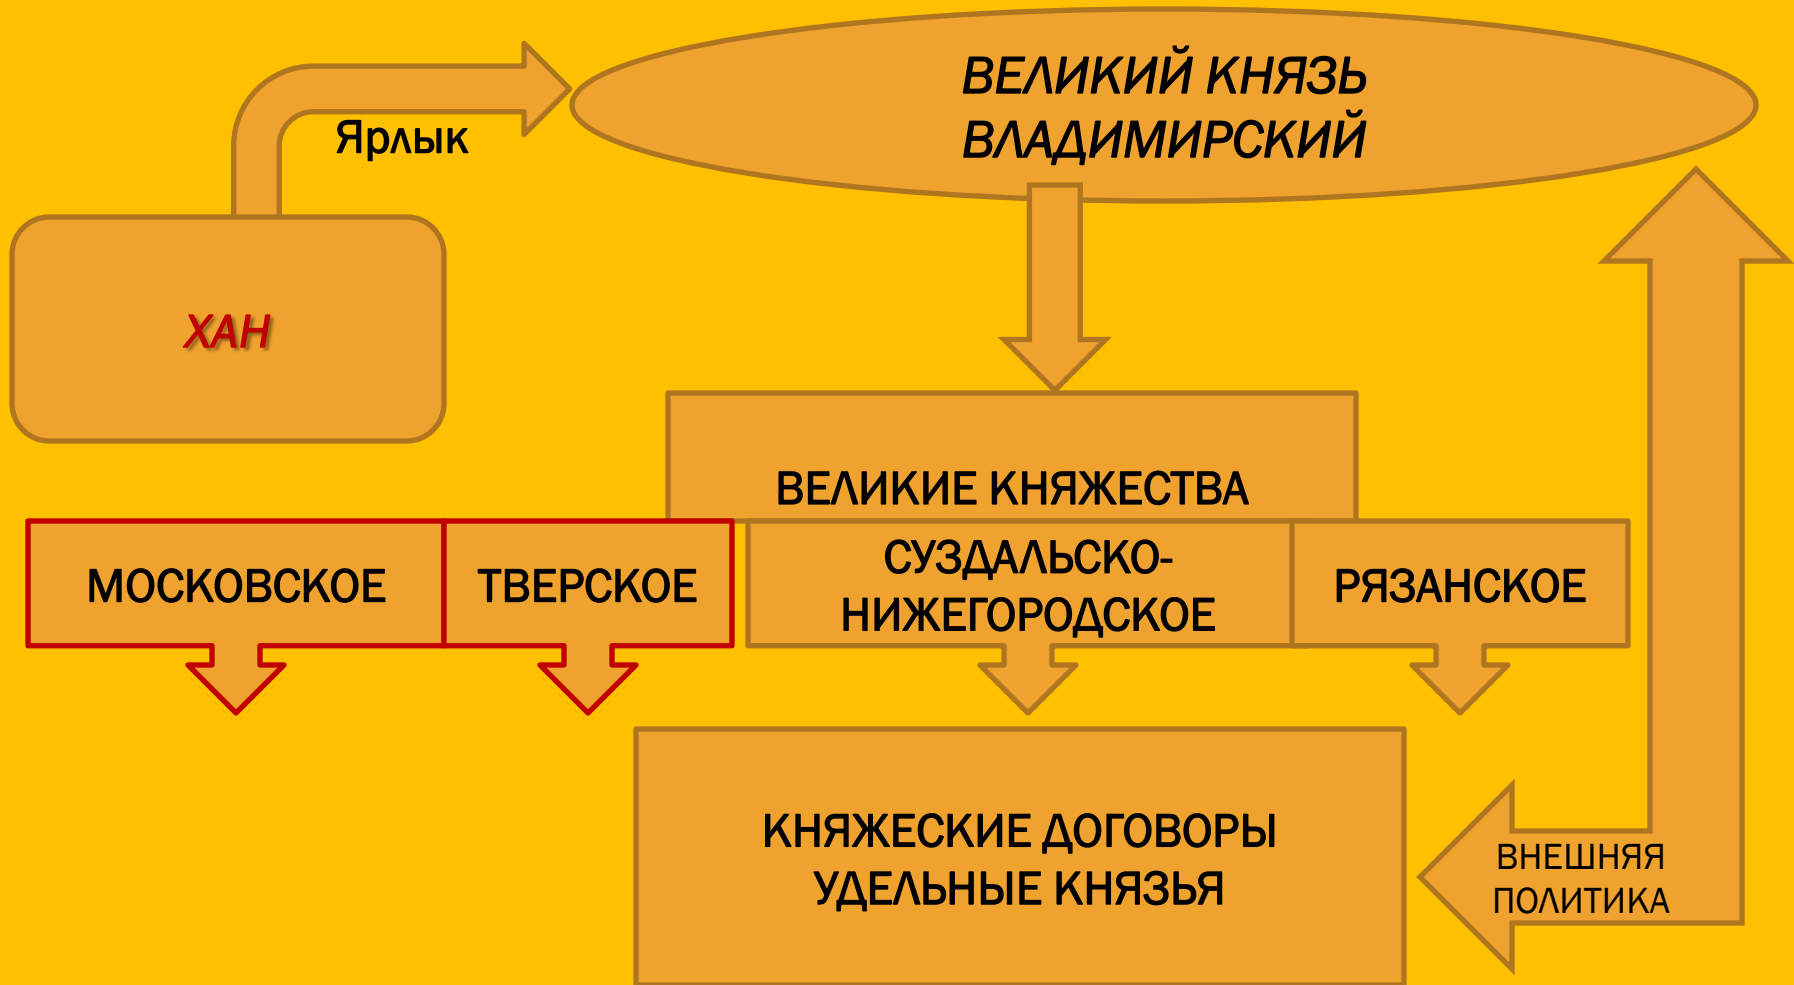 ВЕЛИКИЙ КНЯЗЬ
ВЛАДИМИРСКИЙ
Ярлык
ХАН
ВЕЛИКИЕ КНЯЖЕСТВА
МОСКОВСКОЕ
ТВЕРСКОЕ
СУЗДАЛЬСКО-
НИЖЕГОРОДСКОЕ
РЯЗАНСКОЕ
КНЯЖЕСКИЕ ДОГОВОРЫ
УДЕЛЬНЫЕ КНЯЗЬЯ
ВНЕШНЯЯ
ПОЛИТИКА